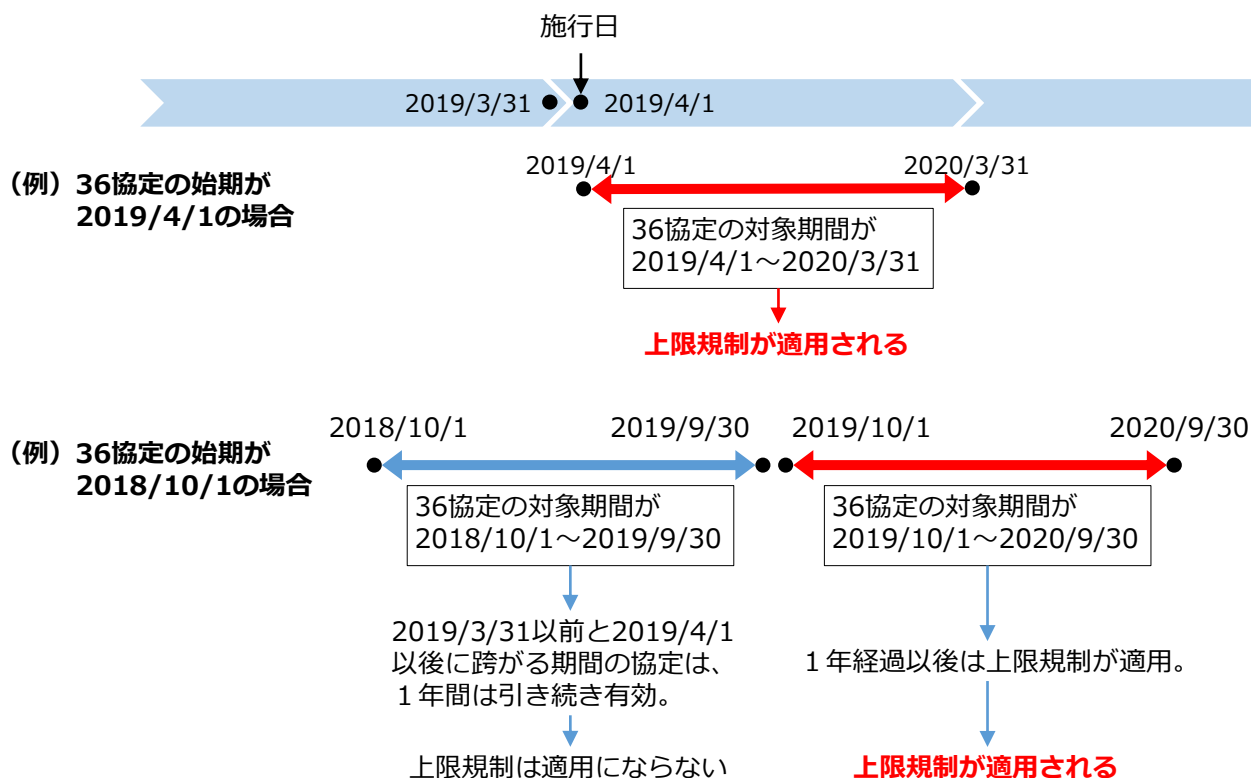 施行日
2019/3/31
2019/4/1
（例）36協定の始期が
2019/4/1の場合
2019/4/1
2020/3/31
36協定の対象期間が
2019/4/1～2020/3/31
上限規制が適用される
（例）36協定の始期が
2018/10/1の場合
2018/10/1
2019/9/30
2019/10/1
2020/9/30
36協定の対象期間が
2018/10/1～2019/9/30
36協定の対象期間が
2019/10/1～2020/9/30
2019/3/31以前と2019/4/1
以後に跨がる期間の協定は、
１年間は引き続き有効。
１年経過以後は上限規制が適用。
上限規制は適用にならない
上限規制が適用される